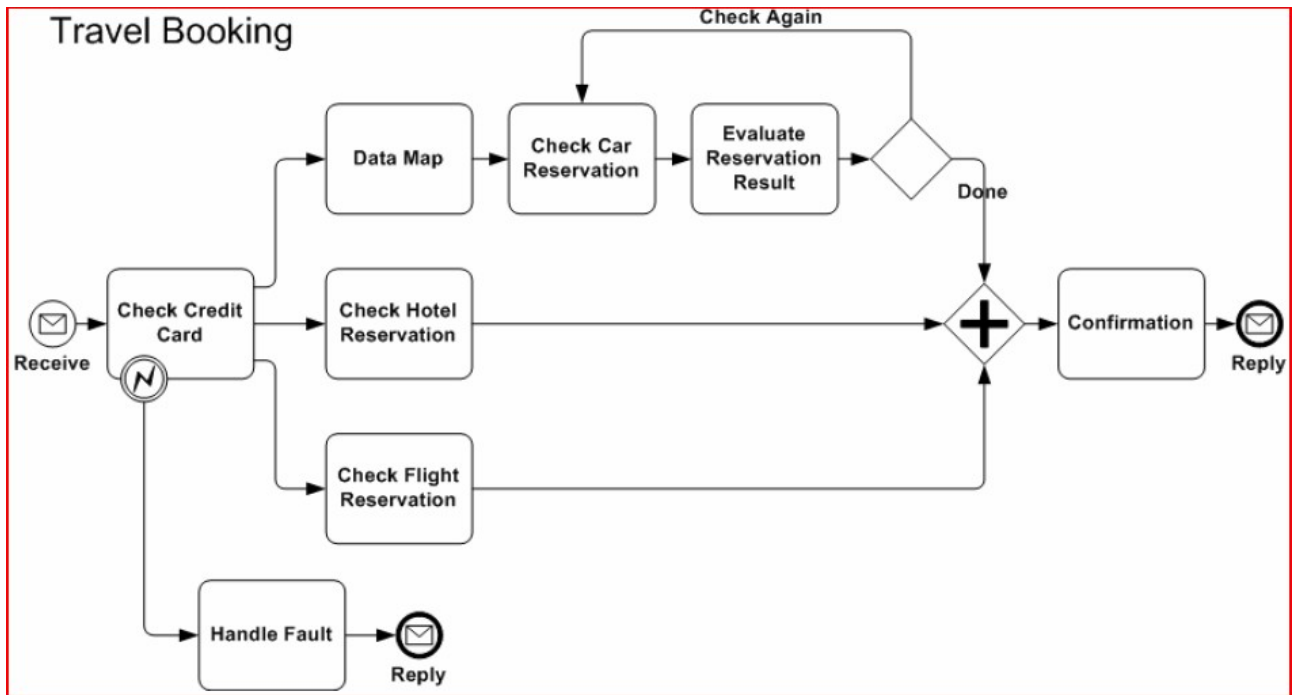 Travel Booking
Check Again
Data Map
Check Car
Reservation
Evaluate
Reservation
Result
Done
Receive
Check Credit
Card
Check Hotel
Reservation
Confirmation
Reply
Check Flight
Reservation
Handle Fault
Reply